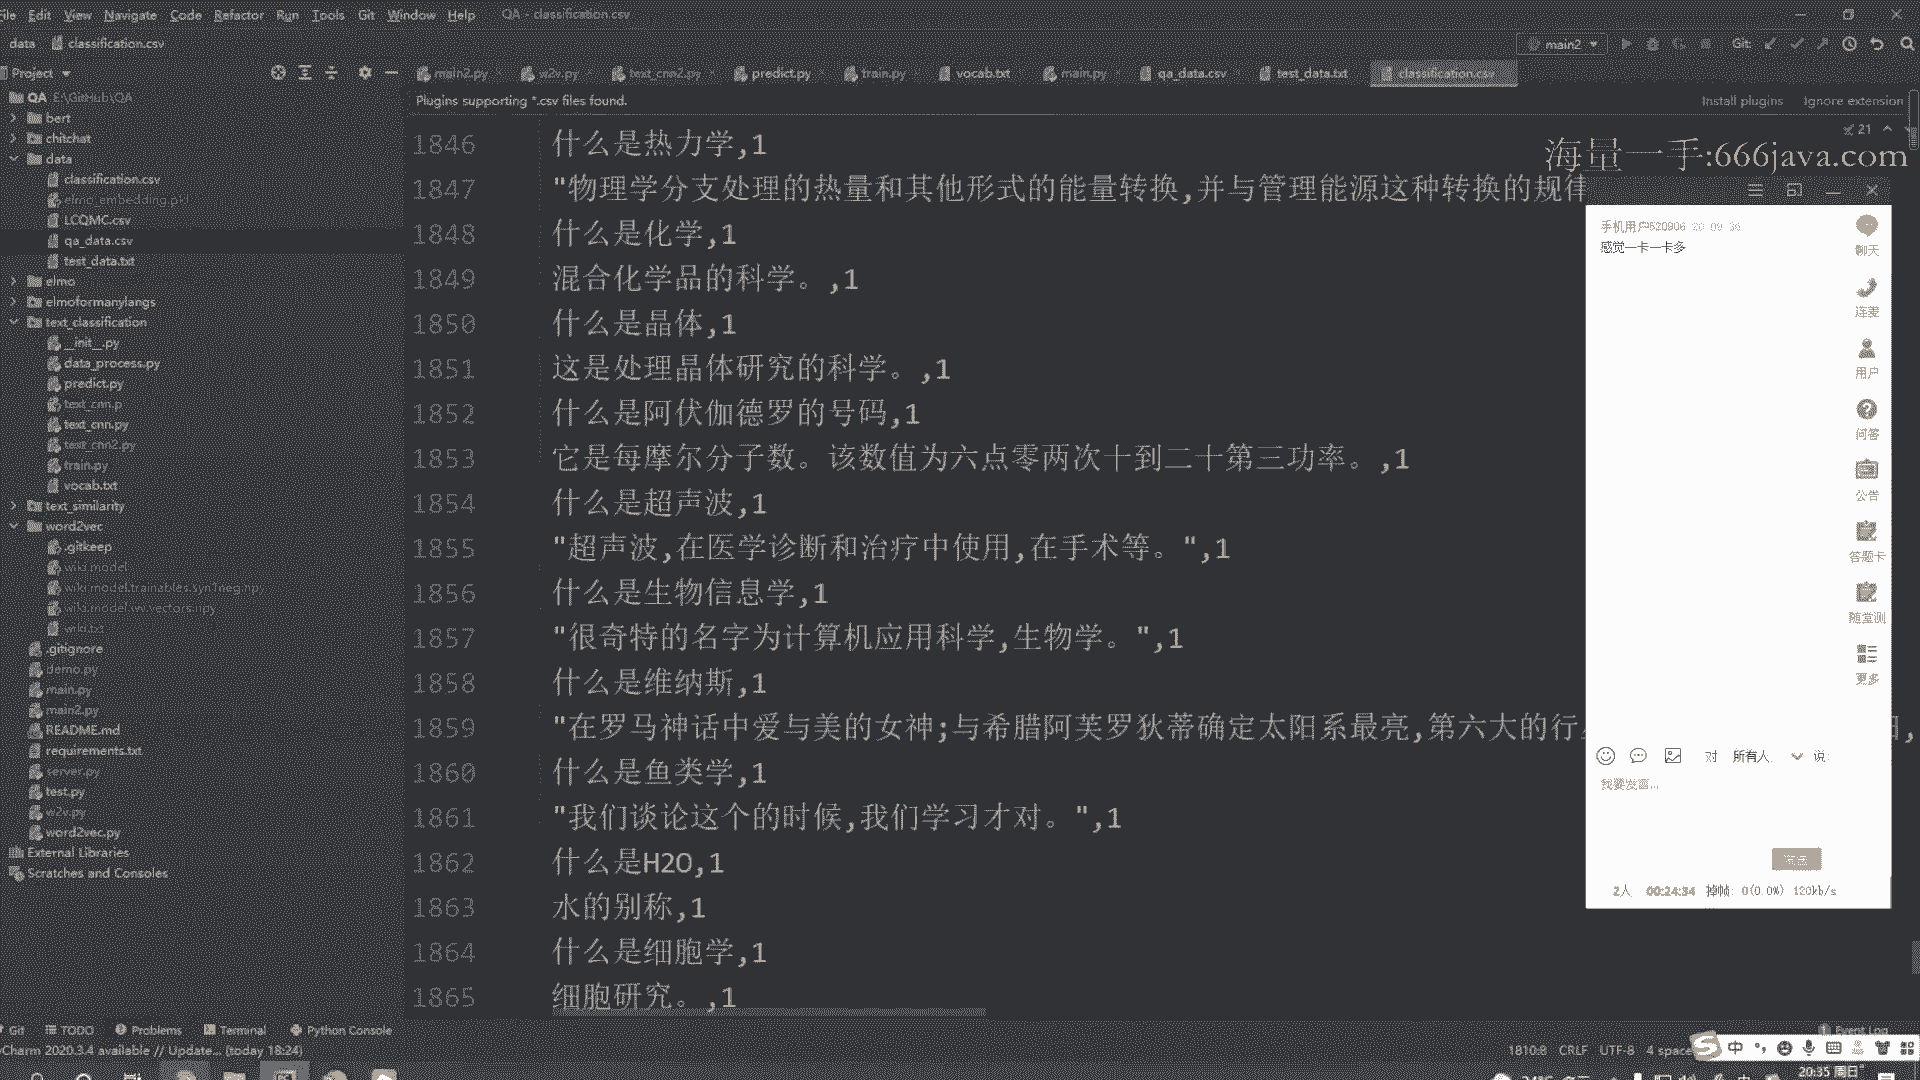 File Edit View Navigate Code Refactor Run Tools Git Window Help QA - classification.csv
data classification.csv
main2
Git:
Project
main2.py w2v.py text_cnn2.py predict.py train.py vocab.txt main.py qa_data.csv test_data.txt classification.csv
Plugins supporting *.csv files found. Install plugins Ignore extension
21
海量一手:666java.com
QA E:\GitHub\QA
bert
chitchat
data
classification.csv
elmo_embedding.pkl
LCQMC.csv
qa_data.csv
test_data.txt
elmo
elmoformanylangs
text_classification
__init__.py
data_process.py
predict.py
text_cnn.p
text_cnn.py
text_cnn2.py
train.py
vocab.txt
text_similarity
word2vec
.gitkeep
wiki.model
wiki.model.trainables.syn1neg.npy
wiki.model.wv.vectors.npy
wiki.txt
.gitignore
demo.py
main.py
main2.py
README.md
requirements.txt
server.py
test.py
w2v.py
word2vec.py
External Libraries
Scratches and Consoles
1846 什么是热力学,1
1847 "物理学分支处理的热量和其他形式的能量转换,并与管理能源这种转换的规律
1848 什么是化学,1
1849 混合化学品的科学。,1
1850 什么是晶体,1
1851 这是处理晶体研究的科学。,1
1852 什么是阿伏伽德罗的号码,1
1853 它是每摩尔分子数。该数值为六点零两次十到二十第三功率。,1
1854 什么是超声波,1
1855 "超声波,在医学诊断和治疗中使用,在手术等。",1
1856 什么是生物信息学,1
1857 "很奇特的名字为计算机应用科学,生物学。",1
1858 什么是维纳斯,1
1859 "在罗马神话中爱与美的女神;与希腊阿芙罗狄蒂确定太阳系最亮,第六大的行
1860 什么是鱼类学,1
1861 "我们谈论这个的时候,我们学习才对。",1
1862 什么是H2O,1
1863 水的别称,1
1864 什么是细胞学,1
1865 细胞研究。,1
手机用户520906 20:09:36
感觉一卡一卡多
聊天
连麦
用户
问答
公告
答题卡
随堂测
更多
对 所有人 说:
我要发言...
发送
2人 00:24:34 掉帧: 0(0.0%) 120kb/s
Git TODO Problems Terminal Python Console Event Log
Charm 2020.3.4 available // Update... (today 18:24) 1810:8 CRLF UTF-8 4 space
中
20:35 周日